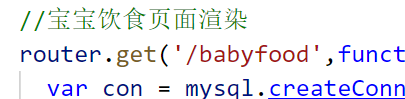 //宝宝饮食页面渲染
router.get('/babyfood',funct
var con = mysql.createConn